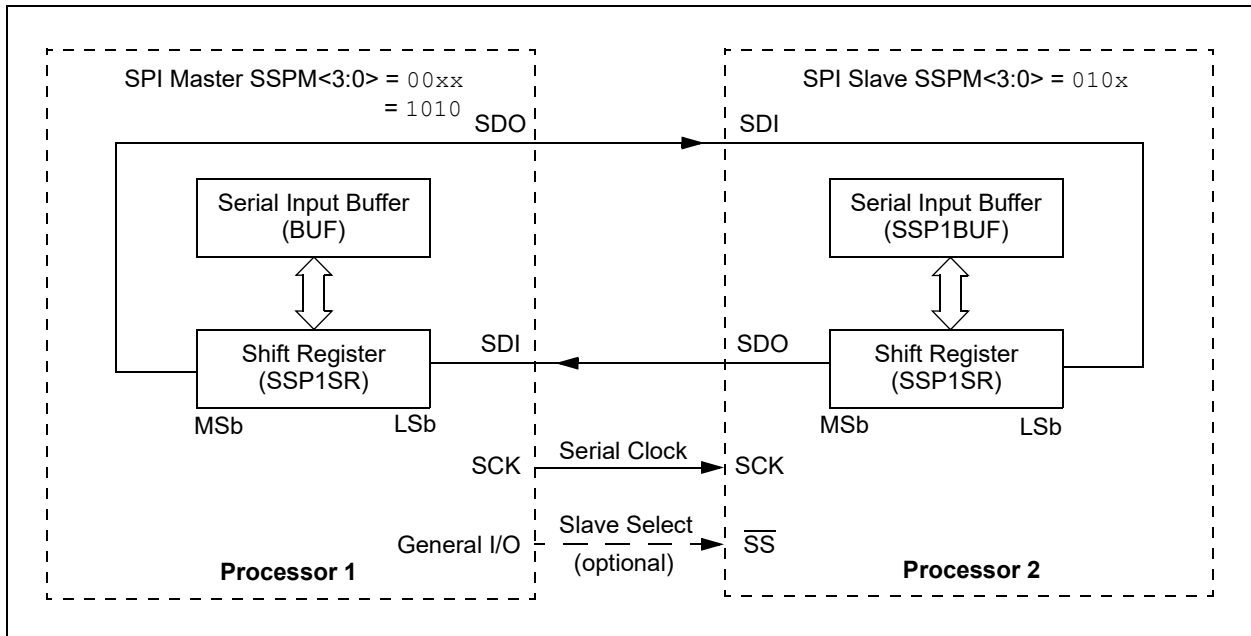 SPI Master SSPM<3:0> = 00xx
= 1010
SPI Slave SSPM<3:0> = 010x
SDO
SDI
Serial Input Buffer
(BUF)
Serial Input Buffer
(SSP1BUF)
Shift Register
(SSP1SR)
MSb
LSb
SDI
SDO
Shift Register
(SSP1SR)
MSb
LSb
SCK
Serial Clock
SCK
General I/O
Slave Select
(optional)
S̅S̅
Processor 1
Processor 2